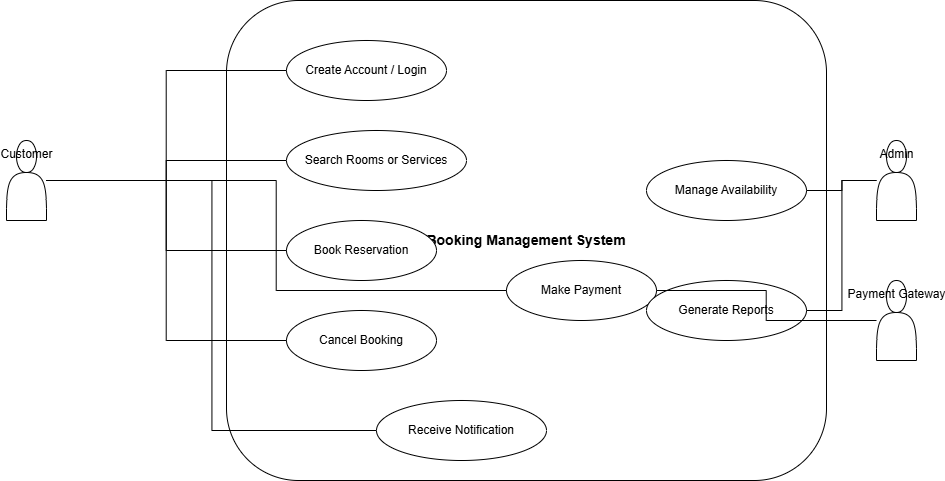 Create Account / Login
Customer
Admin
Search Rooms or Services
Manage Availability
Booking Management System
Book Reservation
Make Payment
Payment Gateway
Generate Reports
Cancel Booking
Receive Notification